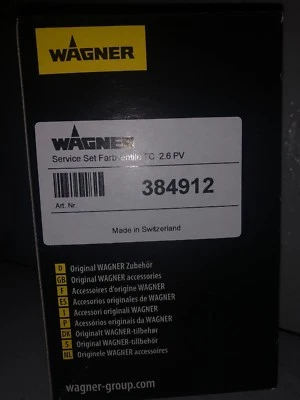 WAGNER
WAGNER
Service Set Farbventile TC 2.6 PV
384912
Art. Nr.
Made in Switzerland
D Original WAGNER Zubehör
GB Original WAGNER accessories
F Accessoires d'origine WAGNER
ES Accesorios originales de WAGNER
I Accessori originali WAGNER
P Acessórios originais da WAGNER
DK Originalt WAGNER-tilbehør
S Original WAGNER-tillbehör
NL Originele WAGNER accessoires
wagner-group.com